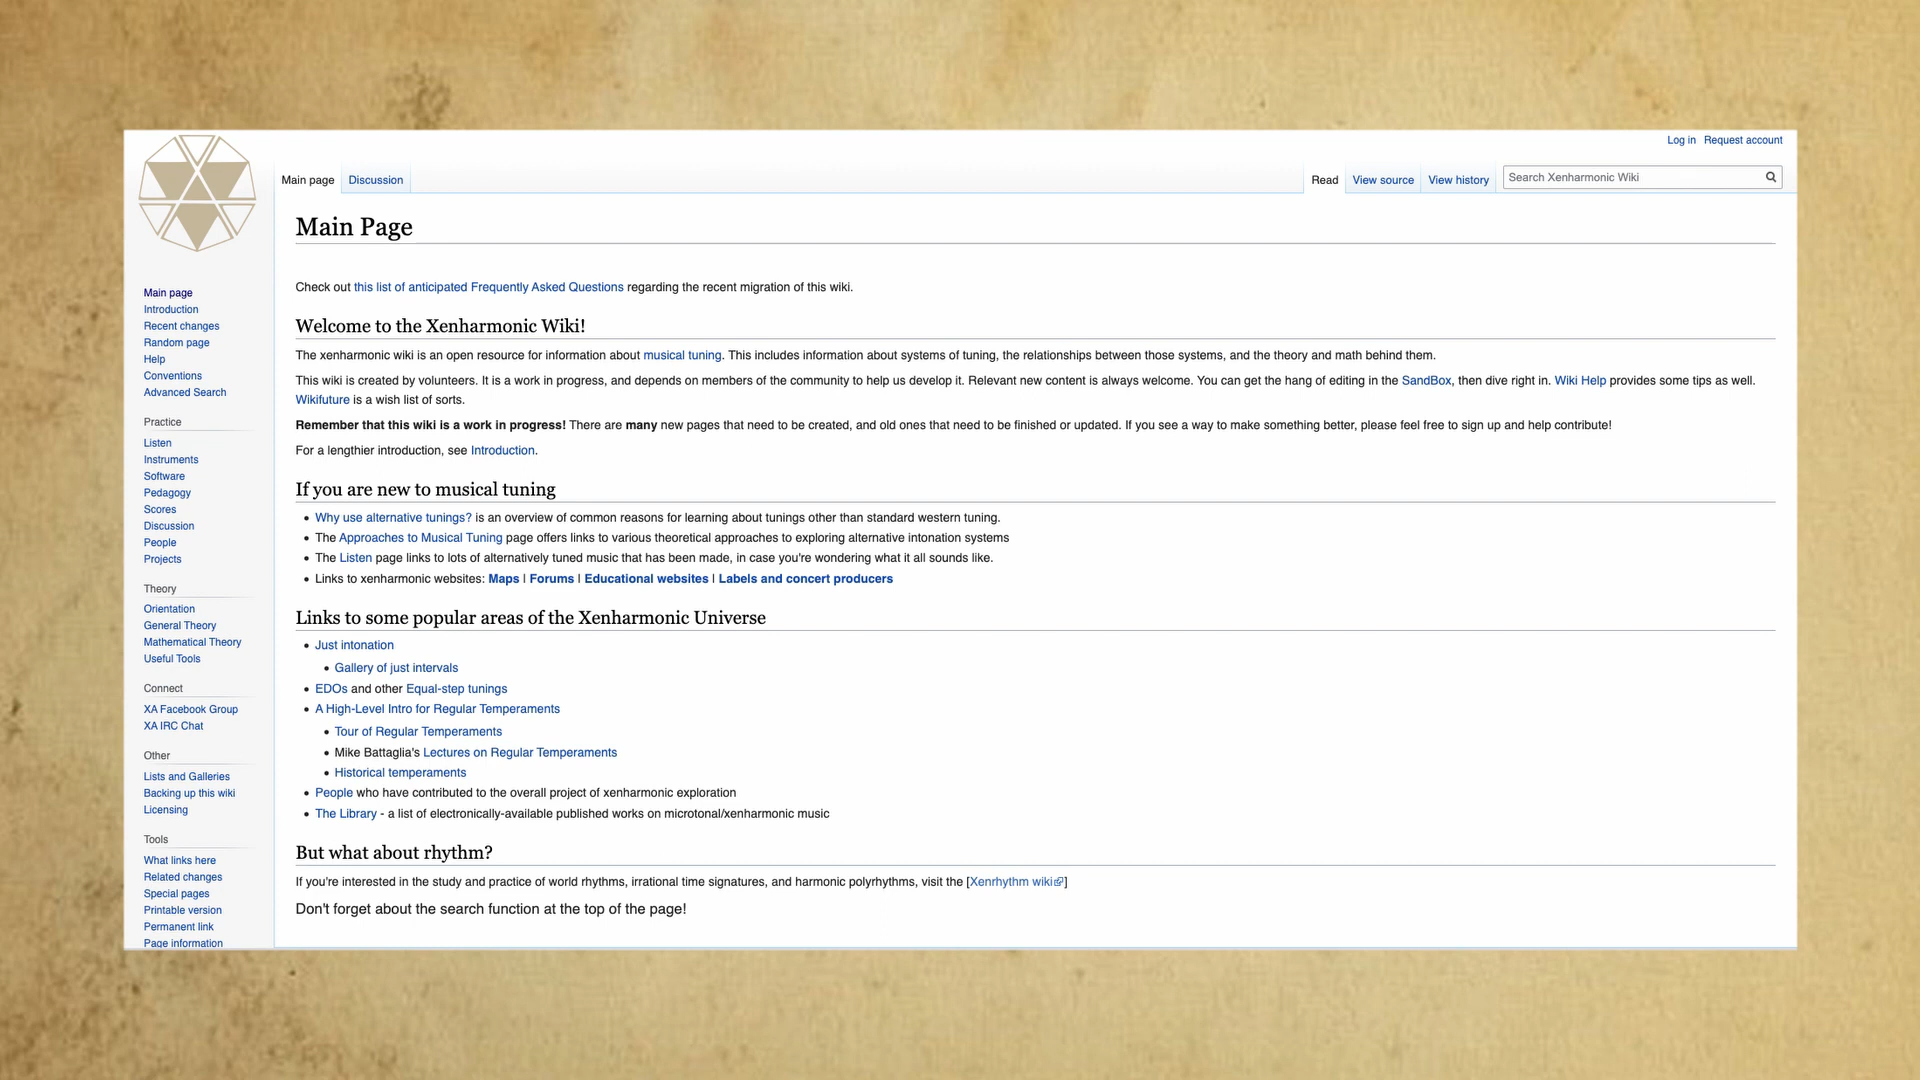 Log in Request account
Main page Discussion Read View source View history Search Xenharmonic Wiki
Main Page
Check out this list of anticipated Frequently Asked Questions regarding the recent migration of this wiki.
Welcome to the Xenharmonic Wiki!
The xenharmonic wiki is an open resource for information about musical tuning. This includes information about systems of tuning, the relationships between those systems, and the theory and math behind them.
This wiki is created by volunteers. It is a work in progress, and depends on members of the community to help us develop it. Relevant new content is always welcome. You can get the hang of editing in the SandBox, then dive right in. Wiki Help provides some tips as well.
Wikifuture is a wish list of sorts.
Remember that this wiki is a work in progress! There are many new pages that need to be created, and old ones that need to be finished or updated. If you see a way to make something better, please feel free to sign up and help contribute!
For a lengthier introduction, see Introduction.
If you are new to musical tuning
• Why use alternative tunings? is an overview of common reasons for learning about tunings other than standard western tuning.
• The Approaches to Musical Tuning page offers links to various theoretical approaches to exploring alternative intonation systems
• The Listen page links to lots of alternatively tuned music that has been made, in case you're wondering what it all sounds like.
• Links to xenharmonic websites: Maps | Forums | Educational websites | Labels and concert producers
Links to some popular areas of the Xenharmonic Universe
• Just intonation
• Gallery of just intervals
• EDOs and other Equal-step tunings
• A High-Level Intro for Regular Temperaments
• Tour of Regular Temperaments
• Mike Battaglia's Lectures on Regular Temperaments
• Historical temperaments
• People who have contributed to the overall project of xenharmonic exploration
• The Library - a list of electronically-available published works on microtonal/xenharmonic music
But what about rhythm?
If you're interested in the study and practice of world rhythms, irrational time signatures, and harmonic polyrhythms, visit the [Xenrhythm wiki]
Don't forget about the search function at the top of the page!
Main page
Introduction
Recent changes
Random page
Help
Conventions
Advanced Search
Practice
Listen
Instruments
Software
Pedagogy
Scores
Discussion
People
Projects
Theory
Orientation
General Theory
Mathematical Theory
Useful Tools
Connect
XA Facebook Group
XA IRC Chat
Other
Lists and Galleries
Backing up this wiki
Licensing
Tools
What links here
Related changes
Special pages
Printable version
Permanent link
Page information